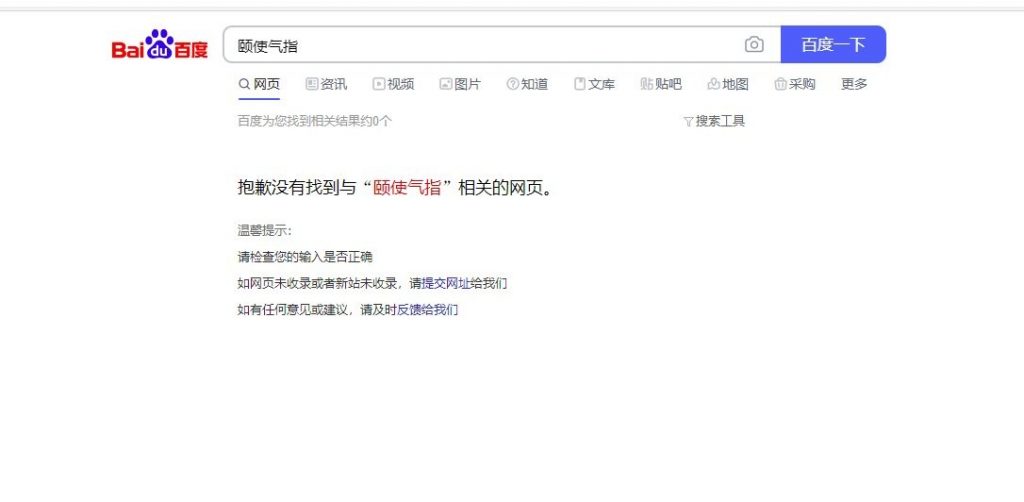 Bai du 百度 颐使气指 百度一下
网页 资讯 视频 图片 知道 文库 贴吧 地图 采购 更多
百度为您找到相关结果约0个 搜索工具
抱歉没有找到与“颐使气指”相关的网页。
温馨提示:
请检查您的输入是否正确
如网页未收录或者新站未收录，请提交网址给我们
如有任何意见或建议，请及时反馈给我们